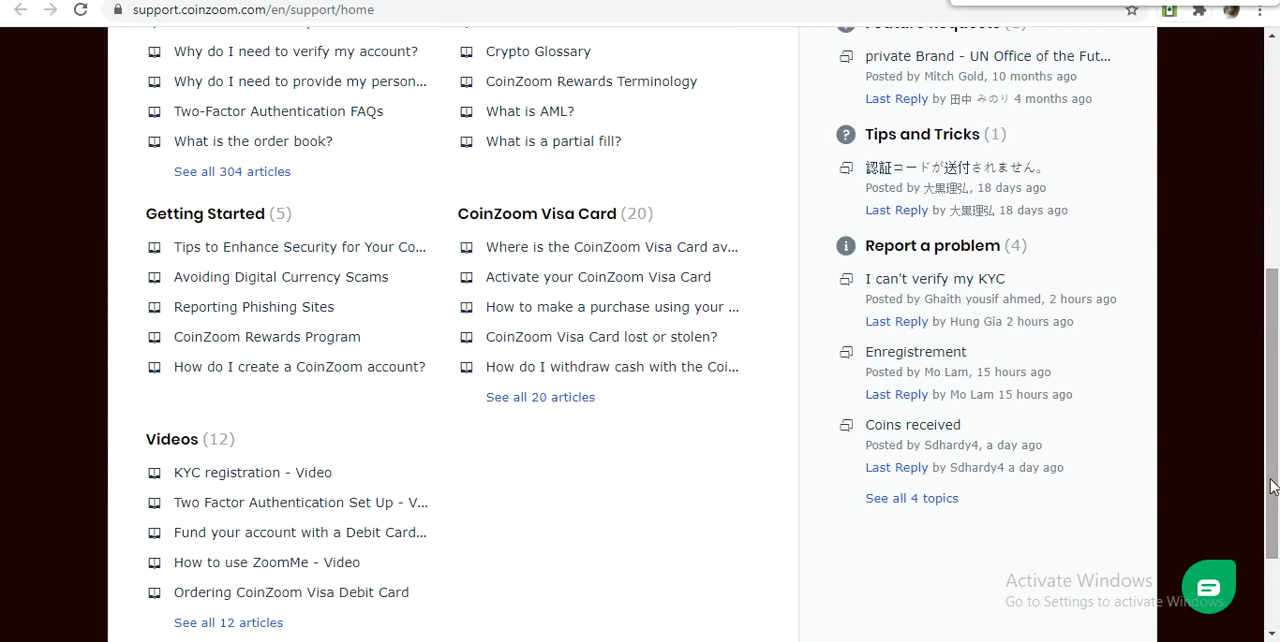 support.coinzoom.com/en/support/home
Why do I need to verify my account?
Why do I need to provide my person...
Two-Factor Authentication FAQs
What is the order book?
See all 304 articles
Crypto Glossary
CoinZoom Rewards Terminology
What is AML?
What is a partial fill?
Getting Started (5)
Tips to Enhance Security for Your Co...
Avoiding Digital Currency Scams
Reporting Phishing Sites
CoinZoom Rewards Program
How do I create a CoinZoom account?
CoinZoom Visa Card (20)
Where is the CoinZoom Visa Card av...
Activate your CoinZoom Visa Card
How to make a purchase using your ...
CoinZoom Visa Card lost or stolen?
How do I withdraw cash with the Coi...
See all 20 articles
Videos (12)
KYC registration - Video
Two Factor Authentication Set Up - V...
Fund your account with a Debit Card...
How to use ZoomMe - Video
Ordering CoinZoom Visa Debit Card
See all 12 articles
private Brand - UN Office of the Fut...
Posted by Mitch Gold, 10 months ago
Last Reply by 田中 みのり 4 months ago
Tips and Tricks (1)
認証コードが送付されません。
Posted by 大黒理弘, 18 days ago
Last Reply by 大黒理弘 18 days ago
Report a problem (4)
I can't verify my KYC
Posted by Ghaith yousif ahmed, 2 hours ago
Last Reply by Hung Gia 2 hours ago
Enregistrement
Posted by Mo Lam, 15 hours ago
Last Reply by Mo Lam 15 hours ago
Coins received
Posted by Sdhardy4, a day ago
Last Reply by Sdhardy4 a day ago
See all 4 topics
Activate Windows
Go to Settings to activate Windows.